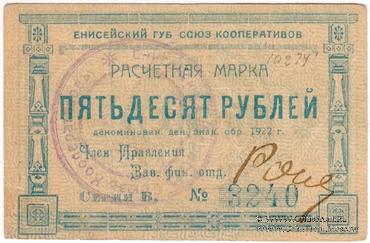 ЕНИСЕЙСКИЙ ГУБ СОЮЗ КООПЕРАТИВОВ
РАСЧЕТНАЯ МАРКА
ПЯТЬДЕСЯТ РУБЛЕЙ
деноминован. ден. знак. обр. 1922 г.
Член Правления
Зав. фин. отд.
Серия В. № 3240